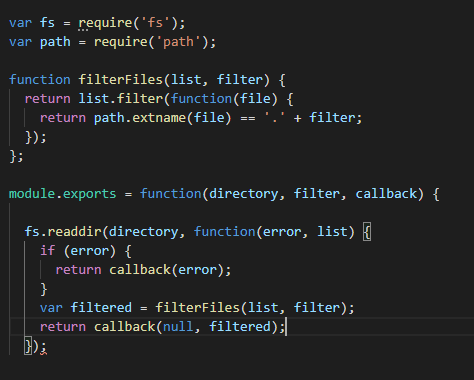 var fs = require('fs');
var path = require('path');
function filterFiles(list, filter) {
return list.filter(function(file) {
return path.extname(file) == '.' + filter;
});
};
module.exports = function(directory, filter, callback) {
fs.readdir(directory, function(error, list) {
if (error) {
return callback(error);
}
var filtered = filterFiles(list, filter);
return callback(null, filtered);
});